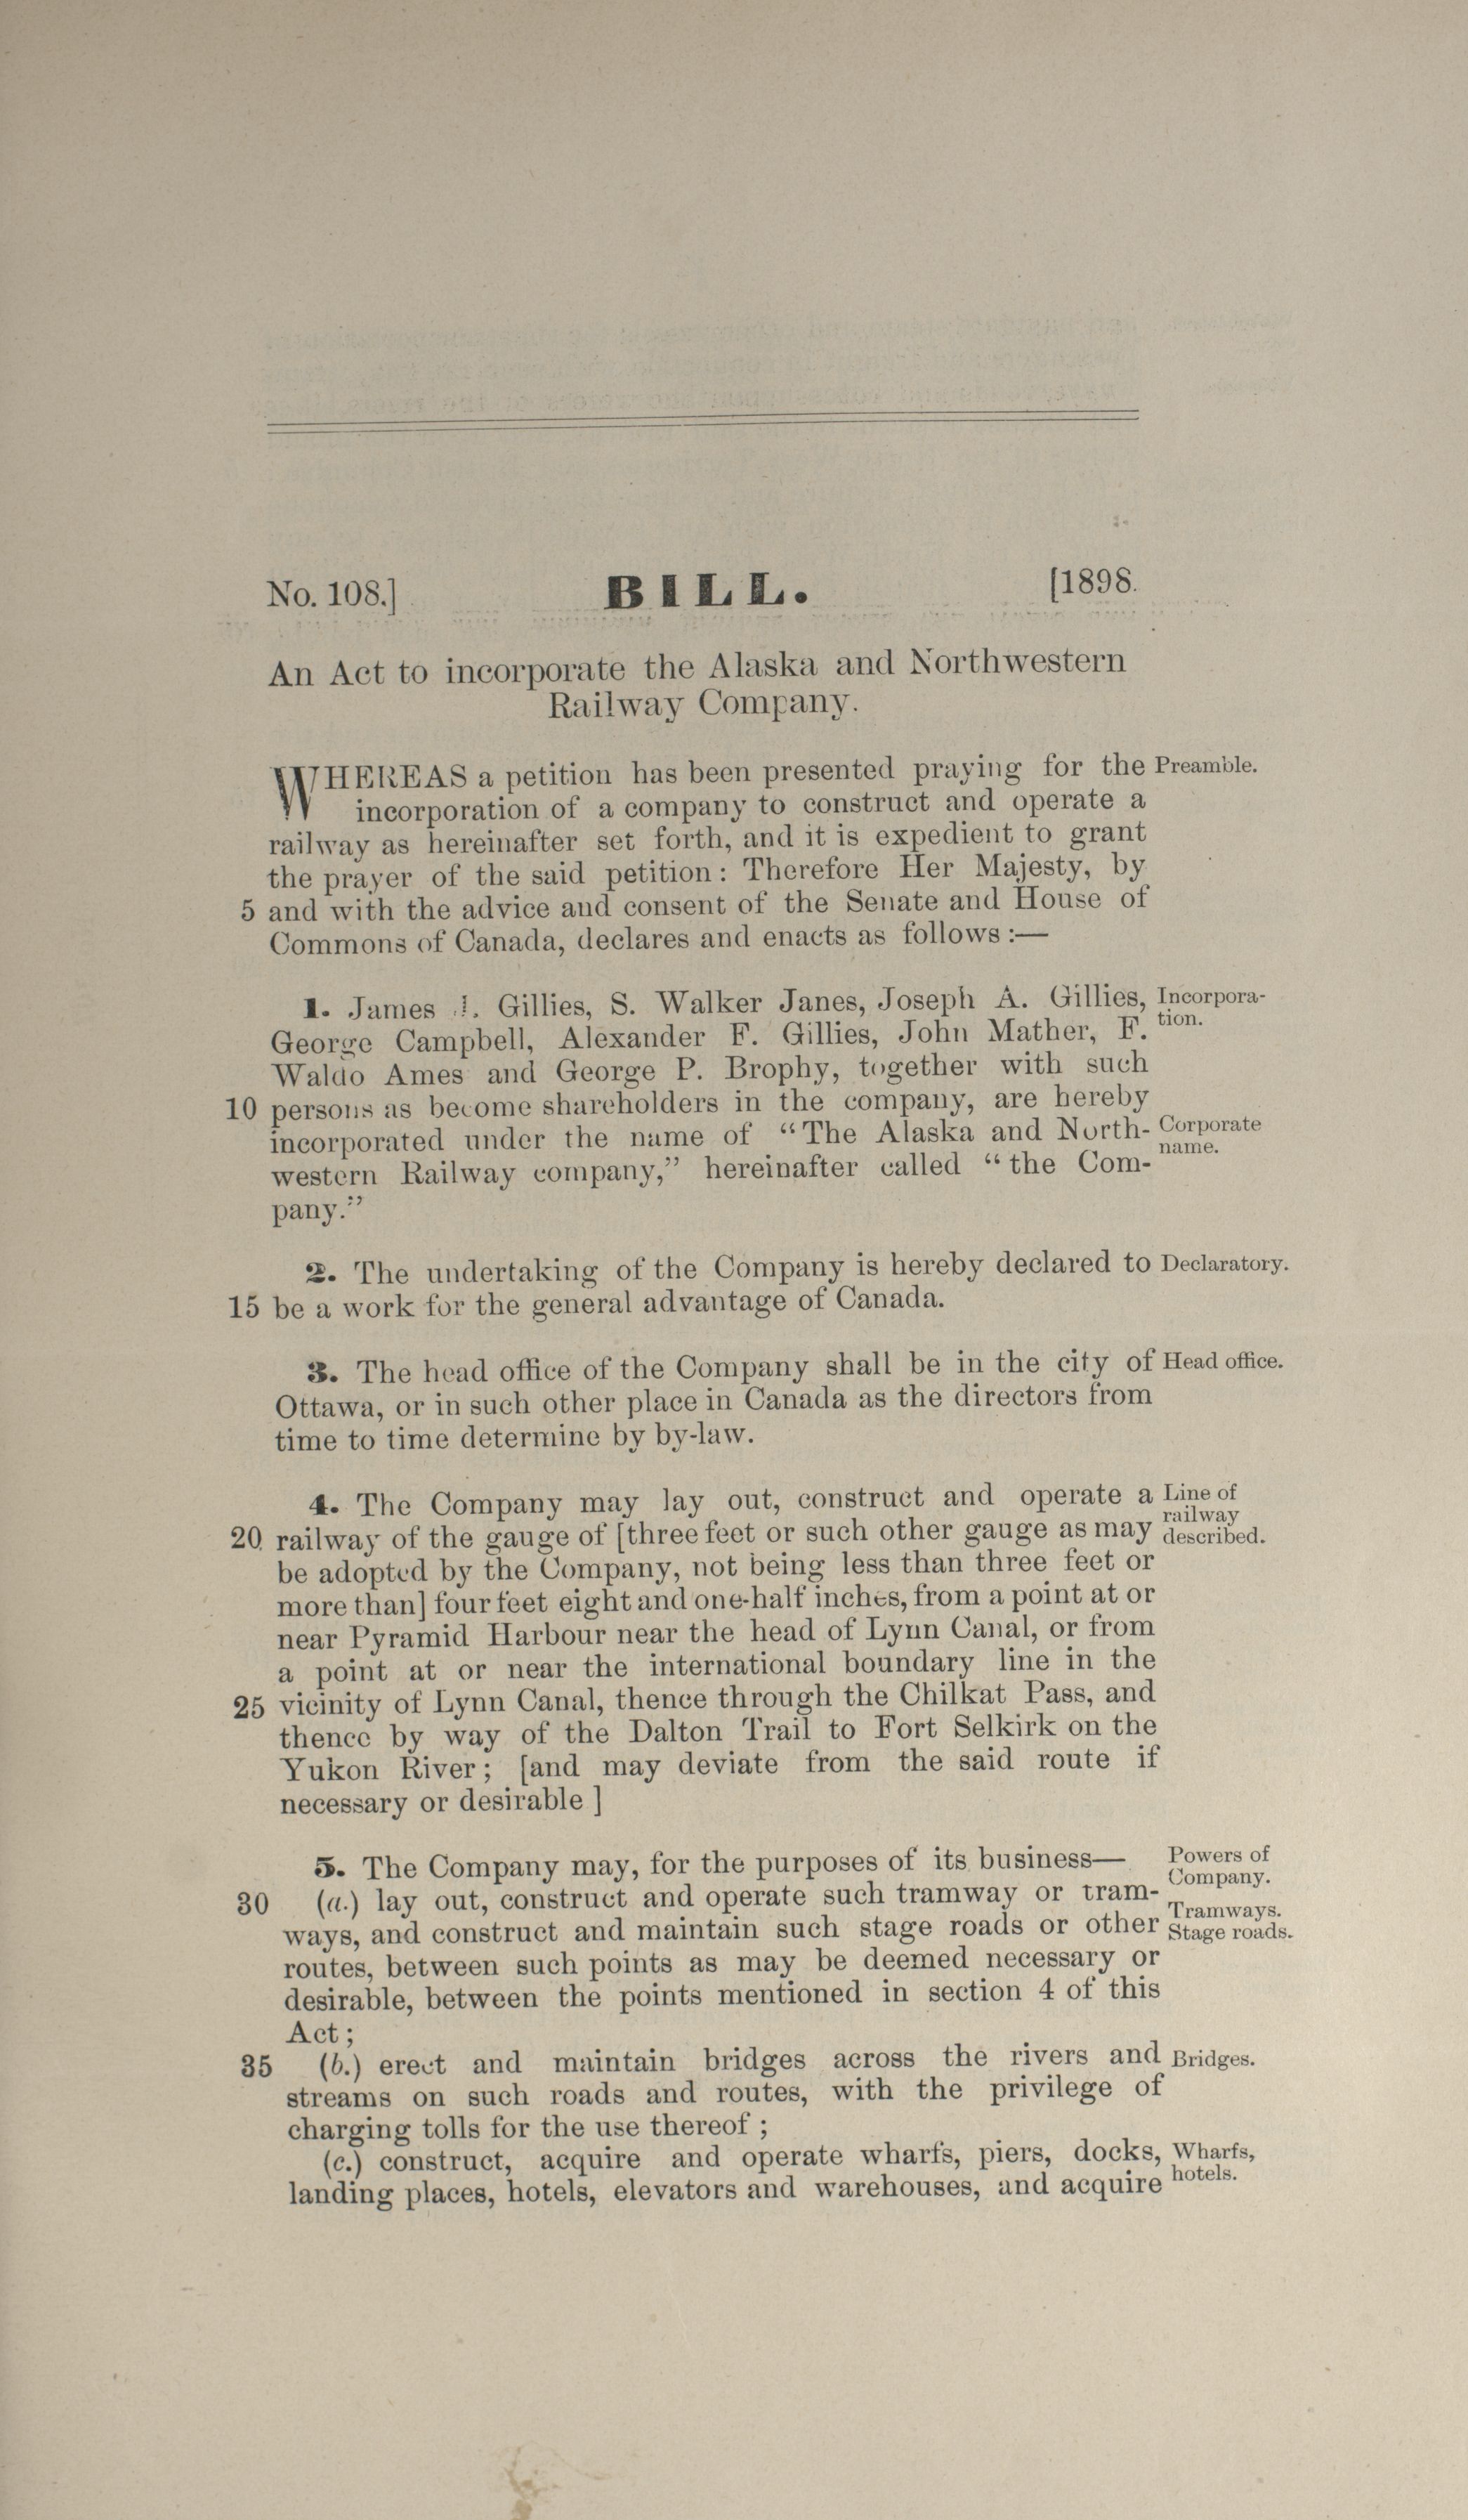 No. 108.] BILL. [1898.
An Act to incorporate the Alaska and Northwestern
Railway Company.
WHEREAS a petition has been presented praying for the Preamble.
incorporation of a company to construct and operate a
railway as hereinafter set forth, and it is expedient to grant
the prayer of the said petition: Therefore Her Majesty, by
5 and with the advice and consent of the Senate and House of
Commons of Canada, declares and enacts as follows:—
1. James Gillies, S. Walker Janes, Joseph A. Gillies, Incorpora-
George Campbell, Alexander F. Gillies, John Mather, F. tion.
Waldo Ames and George P. Brophy, together with such
10 persons as become shareholders in the company, are hereby
incorporated under the name of “The Alaska and North- Corporate
western Railway company,” hereinafter called “the Com- name.
pany.”
2. The undertaking of the Company is hereby declared to Declaratory.
15 be a work for the general advantage of Canada.
3. The head office of the Company shall be in the city of Head office.
Ottawa, or in such other place in Canada as the directors from
time to time determine by by-law.
4. The Company may lay out, construct and operate a Line of
railway
20 railway of the gauge of [three feet or such other gauge as may described.
be adopted by the Company, not being less than three feet or
more than] four feet eight and one-half inches, from a point at or
near Pyramid Harbour near the head of Lynn Canal, or from
a point at or near the international boundary line in the
25 vicinity of Lynn Canal, thence through the Chilkat Pass, and
thence by way of the Dalton Trail to Fort Selkirk on the
Yukon River; [and may deviate from the said route if
necessary or desirable ]
5. The Company may, for the purposes of its business— Powers of
Company.
30 (a.) lay out, construct and operate such tramway or tram- Tramways.
ways, and construct and maintain such stage roads or other Stage roads.
routes, between such points as may be deemed necessary or
desirable, between the points mentioned in section 4 of this
Act;
35 (b.) erect and maintain bridges across the rivers and Bridges.
streams on such roads and routes, with the privilege of
charging tolls for the use thereof;
(c.) construct, acquire and operate wharfs, piers, docks, Wharfs,
landing places, hotels, elevators and warehouses, and acquire hotels.